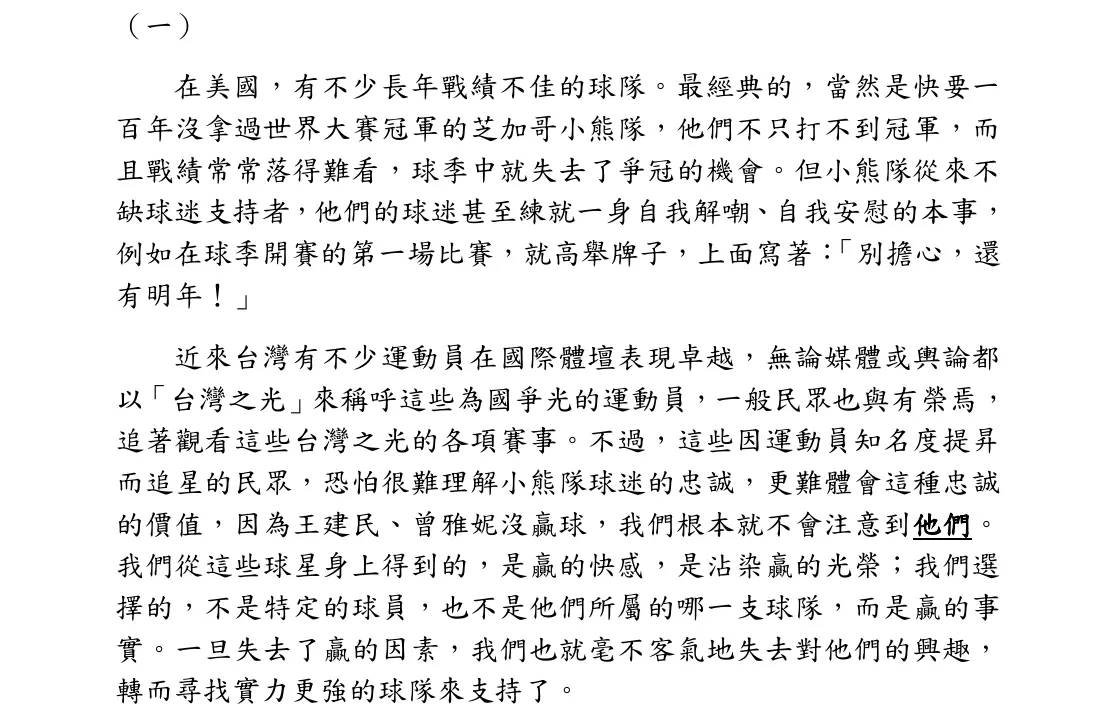 （一）
在美國，有不少長年戰績不佳的球隊。最經典的，當然是快要一
百年沒拿過世界大賽冠軍的芝加哥小熊隊，他們不只打不到冠軍，而
且戰績常常落得難看，球季中就失去了爭冠的機會。但小熊隊從來不
缺球迷支持者，他們的球迷甚至練就一身自我解嘲、自我安慰的本事，
例如在球季開賽的第一場比賽，就高舉牌子，上面寫著：「別擔心，還
有明年！」
近來台灣有不少運動員在國際體壇表現卓越，無論媒體或輿論都
以「台灣之光」來稱呼這些為國爭光的運動員，一般民眾也與有榮焉，
追著觀看這些台灣之光的各項賽事。不過，這些因運動員知名度提昇
而追星的民眾，恐怕很難理解小熊隊球迷的忠誠，更難體會這種忠誠
的價值，因為王建民、曾雅妮沒贏球，我們根本就不會注意到他們。
我們從這些球星身上得到的，是贏的快感，是沾染贏的光榮；我們選
擇的，不是特定的球員，也不是他們所屬的哪一支球隊，而是贏的事
實。一旦失去了贏的因素，我們也就毫不客氣地失去對他們的興趣，
轉而尋找實力更強的球隊來支持了。